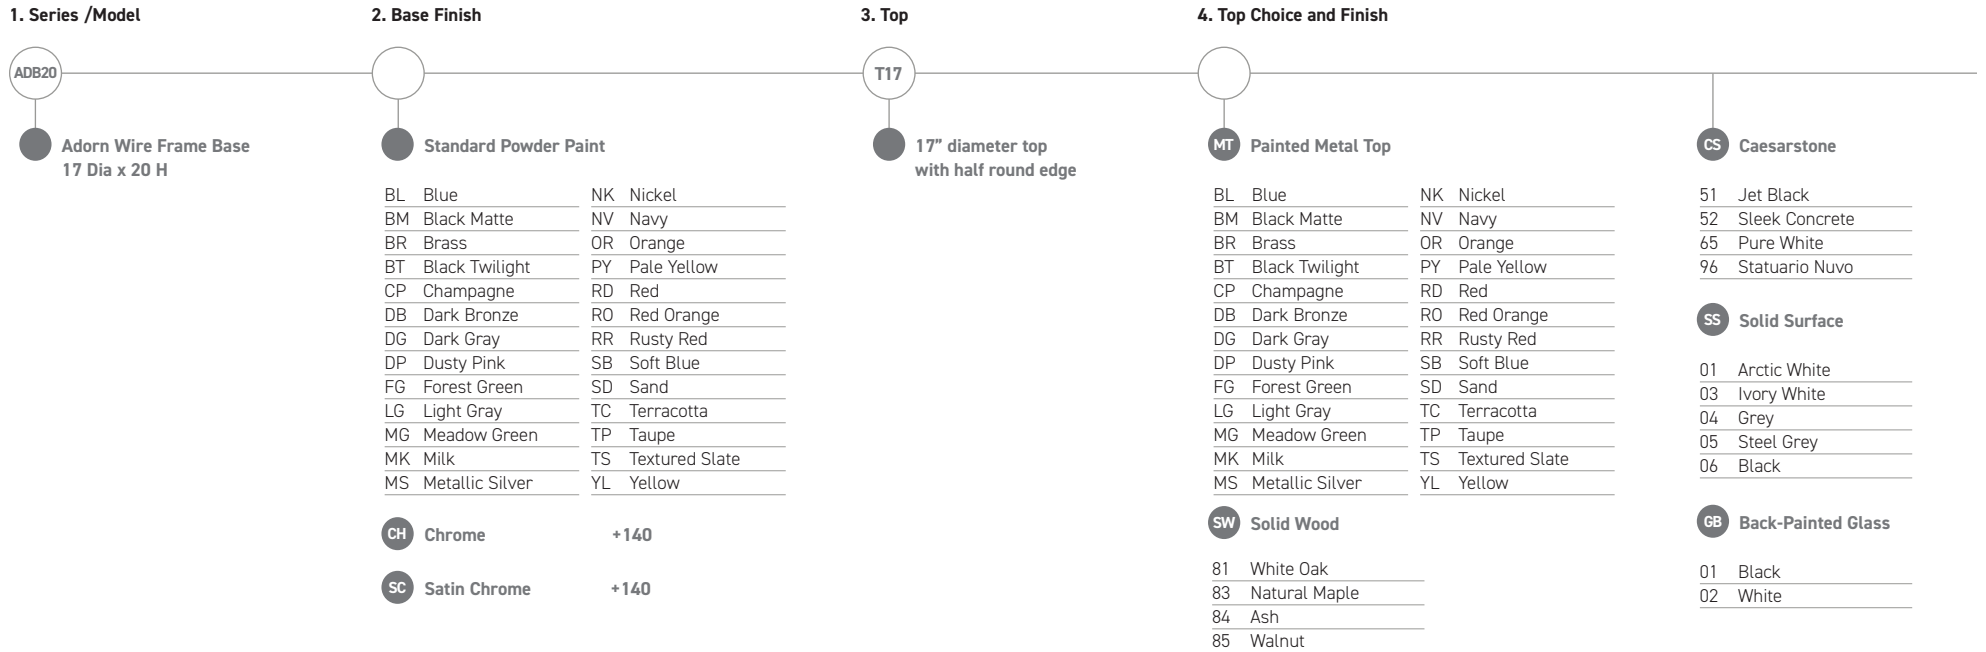 1. Series /Model
ADB20
Adorn Wire Frame Base
17 Dia x 20 H
2. Base Finish
Standard Powder Paint
BL Blue
BM Black Matte
BR Brass
BT Black Twilight
CP Champagne
DB Dark Bronze
DG Dark Gray
DP Dusty Pink
FG Forest Green
LG Light Gray
MG Meadow Green
MK Milk
MS Metallic Silver
NK Nickel
NV Navy
OR Orange
PY Pale Yellow
RD Red
RO Red Orange
RR Rusty Red
SB Soft Blue
SD Sand
TC Terracotta
TP Taupe
TS Textured Slate
YL Yellow
CH Chrome +140
SC Satin Chrome +140
3. Top
T17
17” diameter top
with half round edge
4. Top Choice and Finish
MT Painted Metal Top
BL Blue
BM Black Matte
BR Brass
BT Black Twilight
CP Champagne
DB Dark Bronze
DG Dark Gray
DP Dusty Pink
FG Forest Green
LG Light Gray
MG Meadow Green
MK Milk
MS Metallic Silver
NK Nickel
NV Navy
OR Orange
PY Pale Yellow
RD Red
RO Red Orange
RR Rusty Red
SB Soft Blue
SD Sand
TC Terracotta
TP Taupe
TS Textured Slate
YL Yellow
SW Solid Wood
81 White Oak
83 Natural Maple
84 Ash
85 Walnut
CS Caesarstone
51 Jet Black
52 Sleek Concrete
65 Pure White
96 Statuario Nuvo
SS Solid Surface
01 Arctic White
03 Ivory White
04 Grey
05 Steel Grey
06 Black
GB Back-Painted Glass
01 Black
02 White